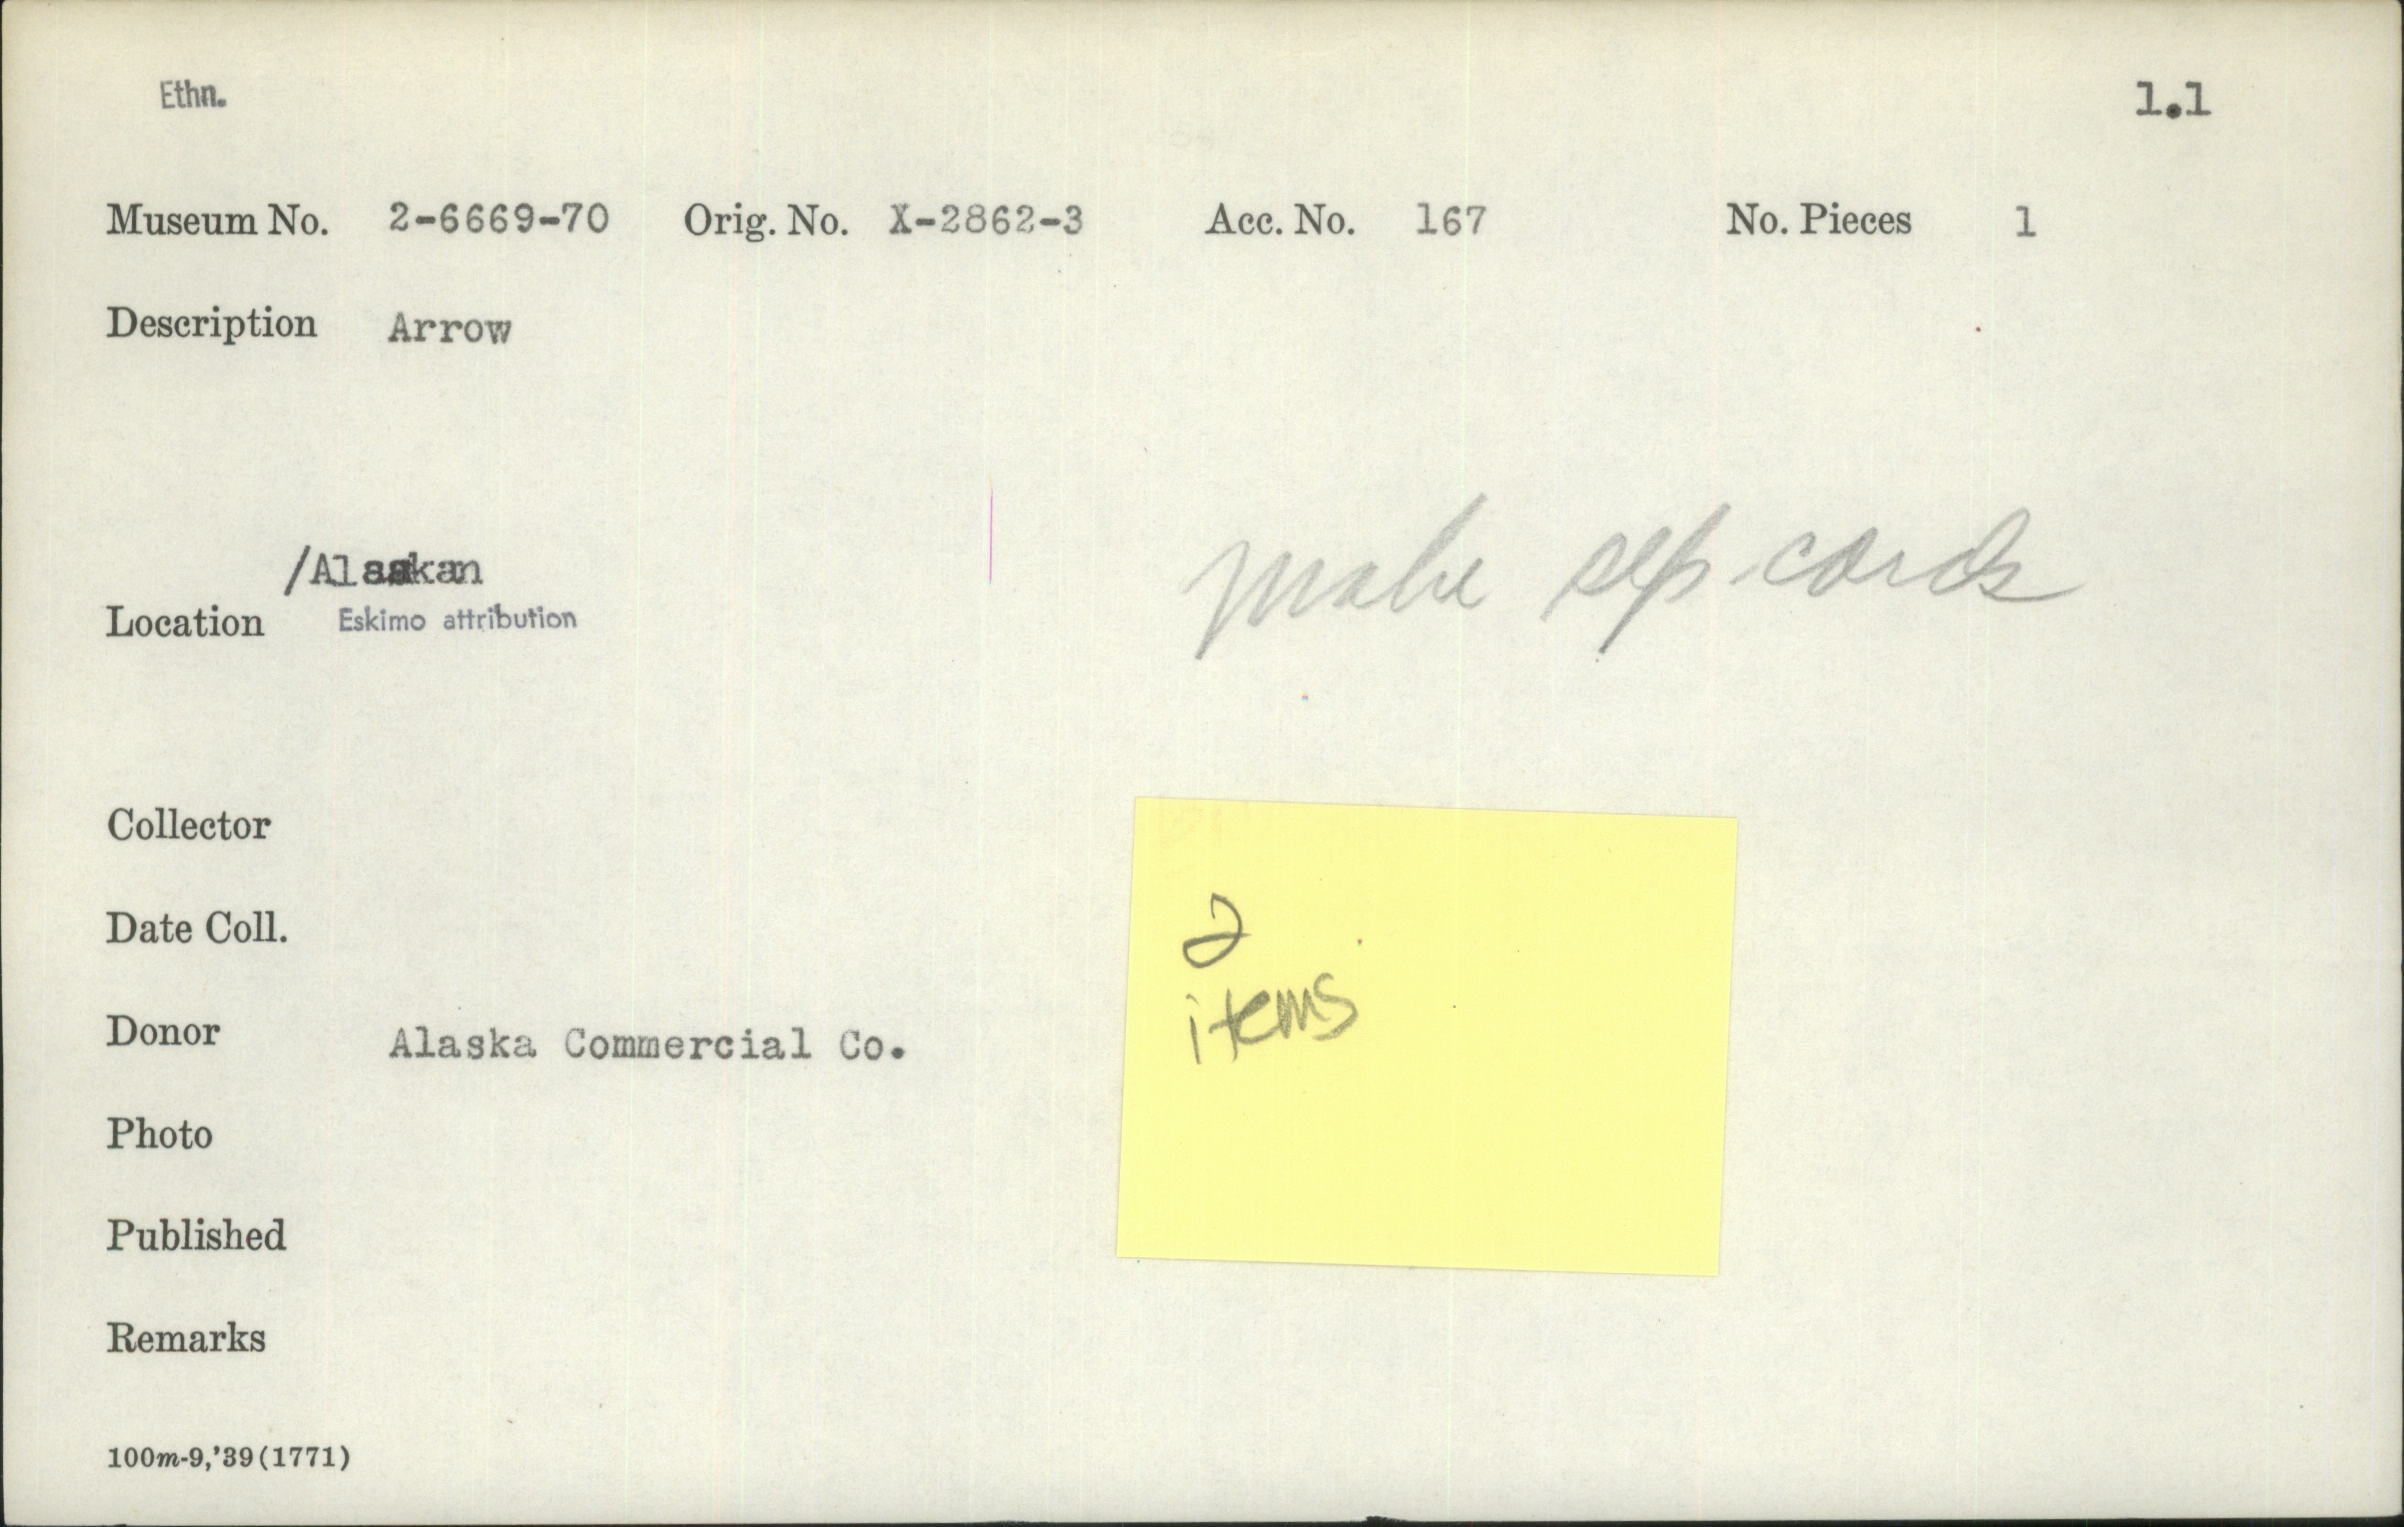 Ethn.
1.1
Museum No. 2-6669-70 Orig. No. X-2862-3 Acc. No. 167 No. Pieces 1
Description Arrow
/Alaskan
Location Eskimo attribution
make sep cards
Collector
Date Coll.
2
items
Donor Alaska Commercial Co.
Photo
Published
Remarks
100m-9,'39(1771)